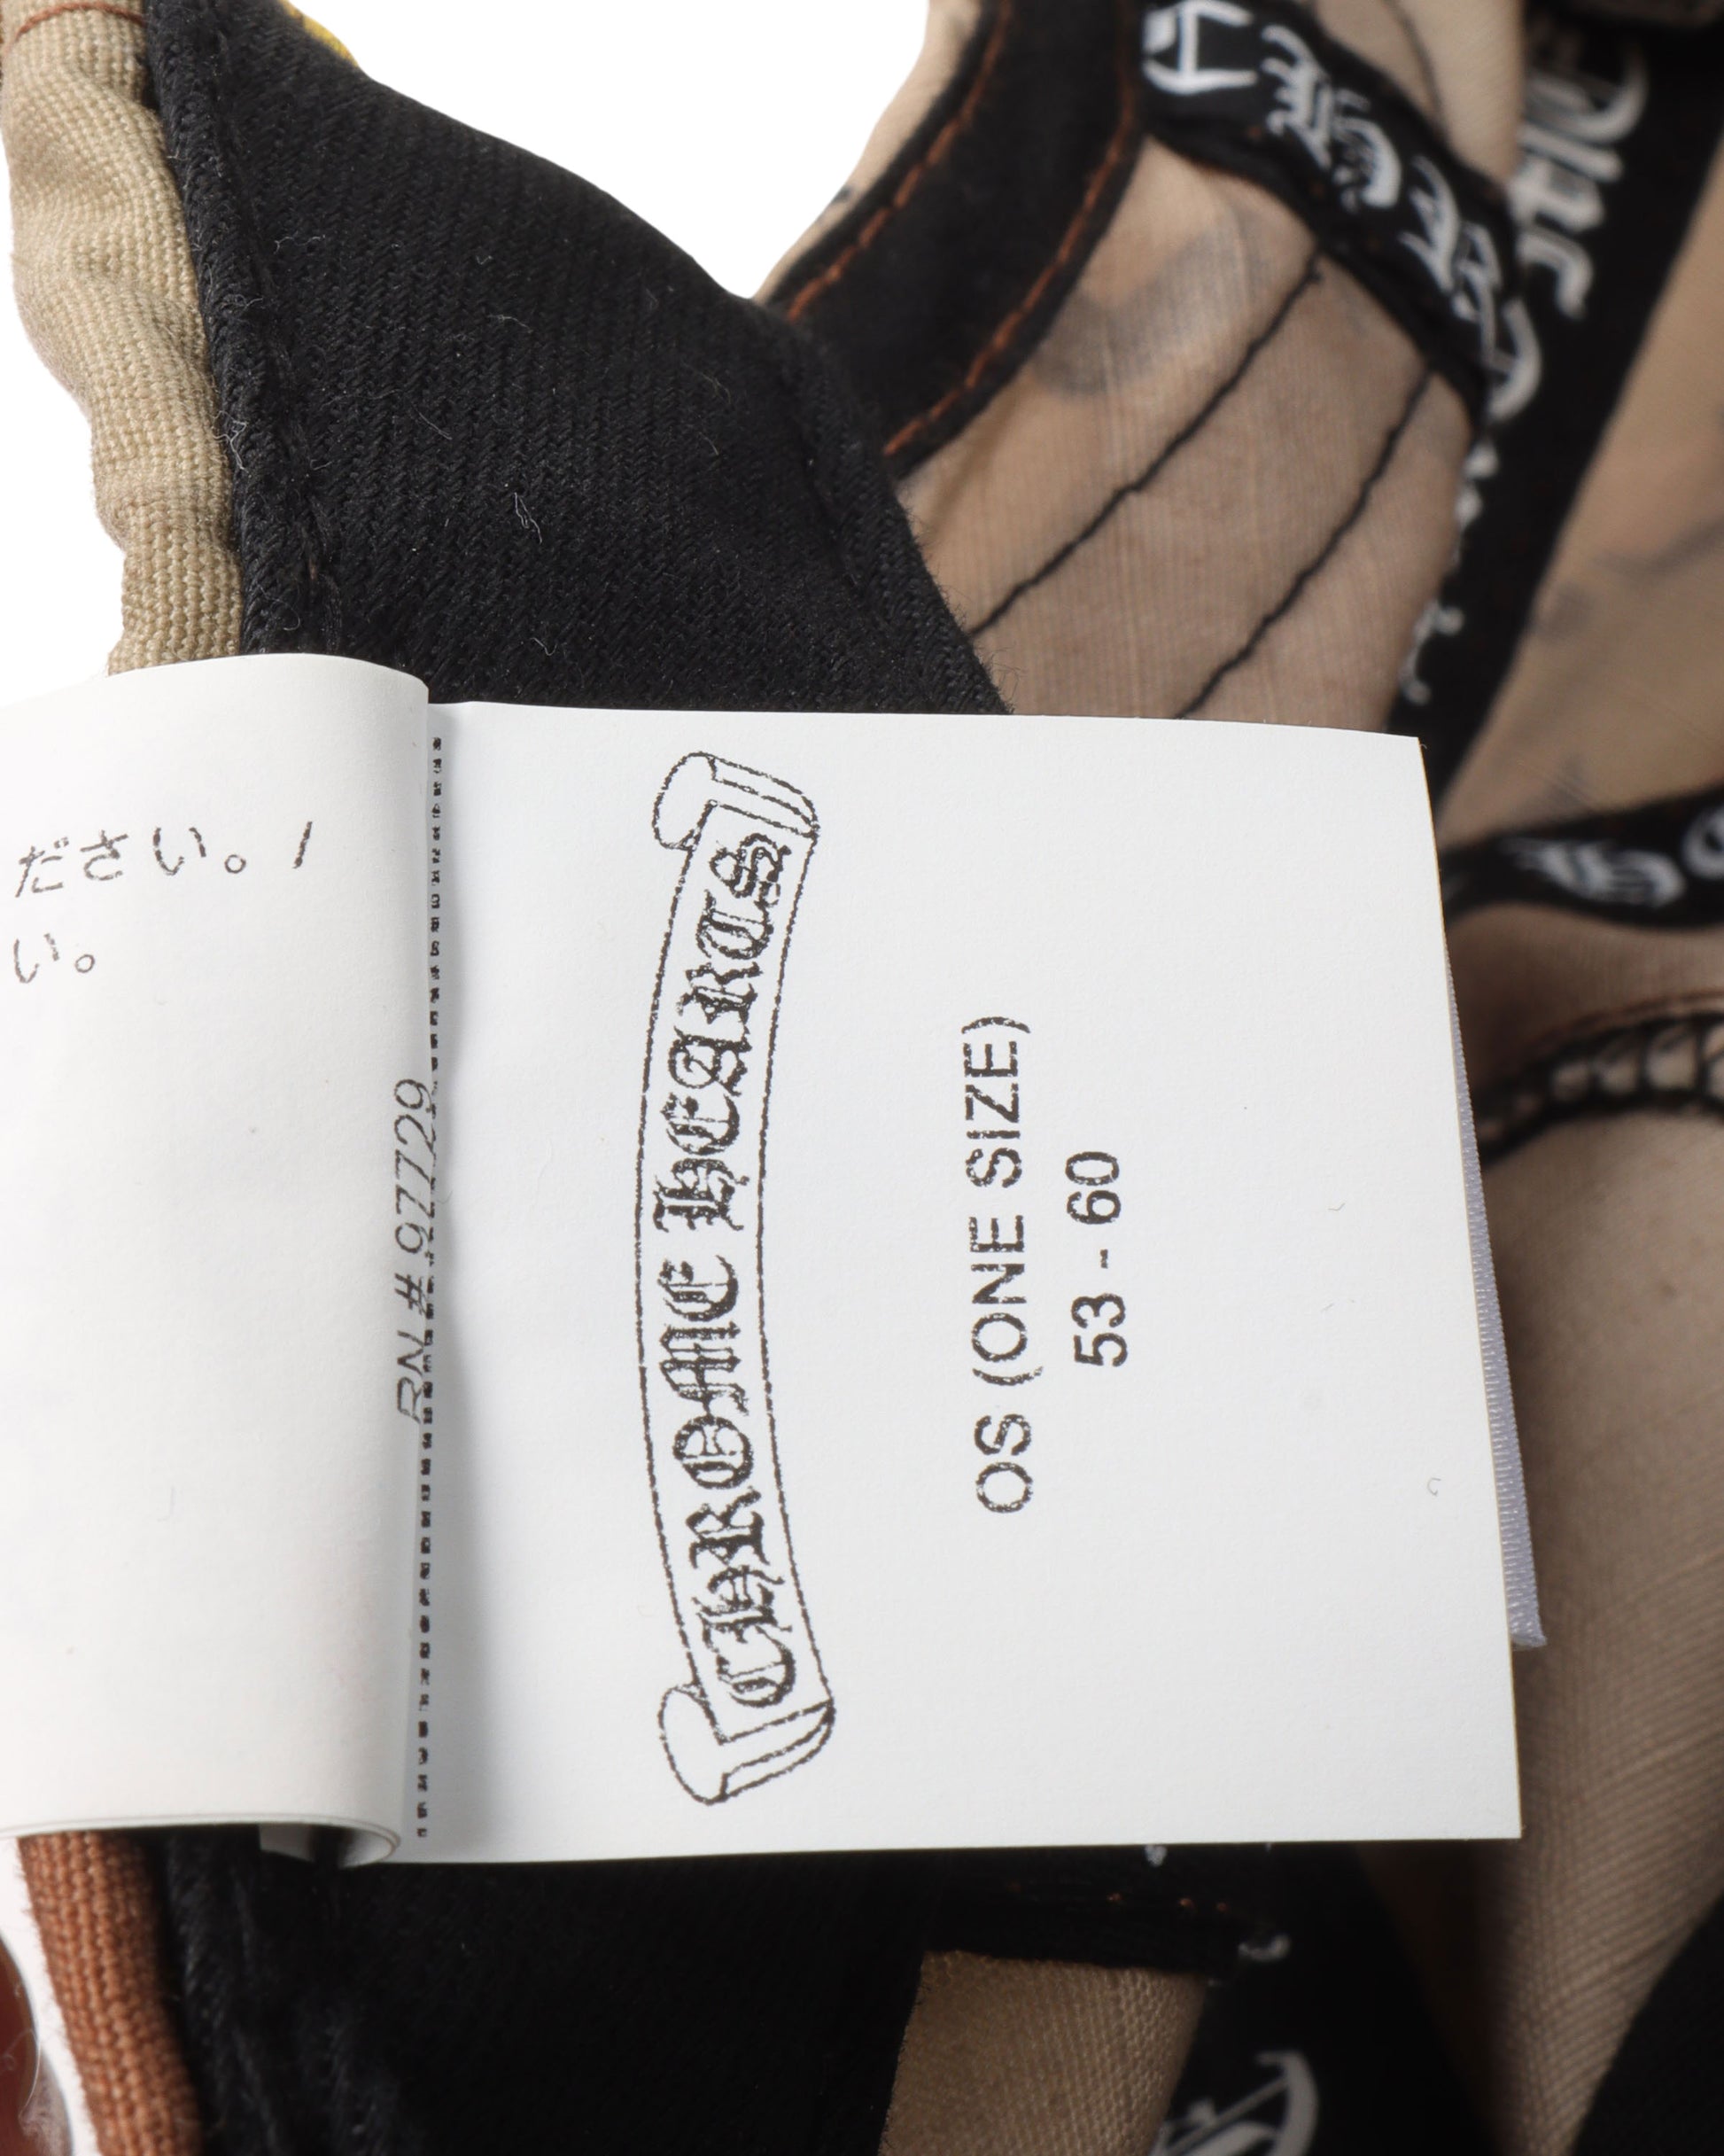 ださい。/
い。
RN # 97729
CHROME HEARTS
OS (ONE SIZE)
53 - 60